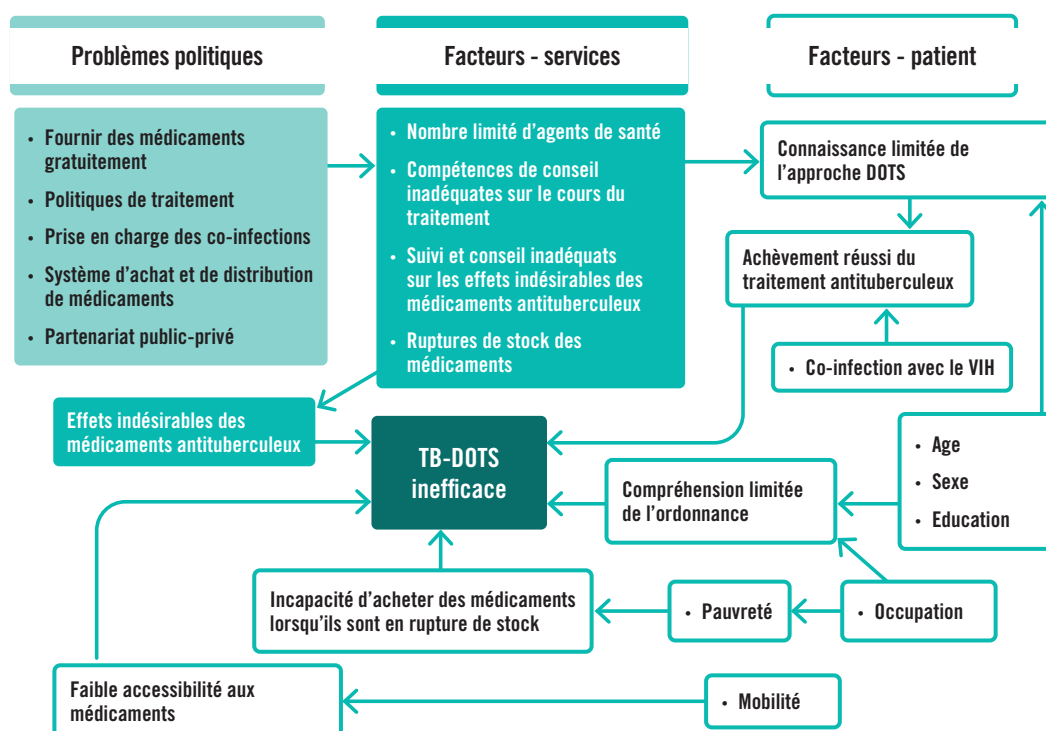 Problèmes politiques
Facteurs - services
Facteurs - patient
• Fournir des médicaments
gratuitement
• Politiques de traitement
• Prise en charge des co-infections
• Système d'achat et de distribution
de médicaments
• Partenariat public-privé
• Nombre limité d'agents de santé
• Compétences de conseil
inadéquates sur le cours du
traitement
• Suivi et conseil inadéquats
sur les effets indésirables des
médicaments antituberculeux
• Ruptures de stock des
médicaments
Connaissance limitée de
l'approche DOTS
Achèvement réussi du
traitement antituberculeux
• Co-infection avec le VIH
Effets indésirables des
médicaments antituberculeux
TB-DOTS
inefficace
Compréhension limitée
de l'ordonnance
• Age
• Sexe
• Education
Incapacité d'acheter des médicaments
lorsqu'ils sont en rupture de stock
• Pauvreté
• Occupation
Faible accessibilité aux
médicaments
• Mobilité